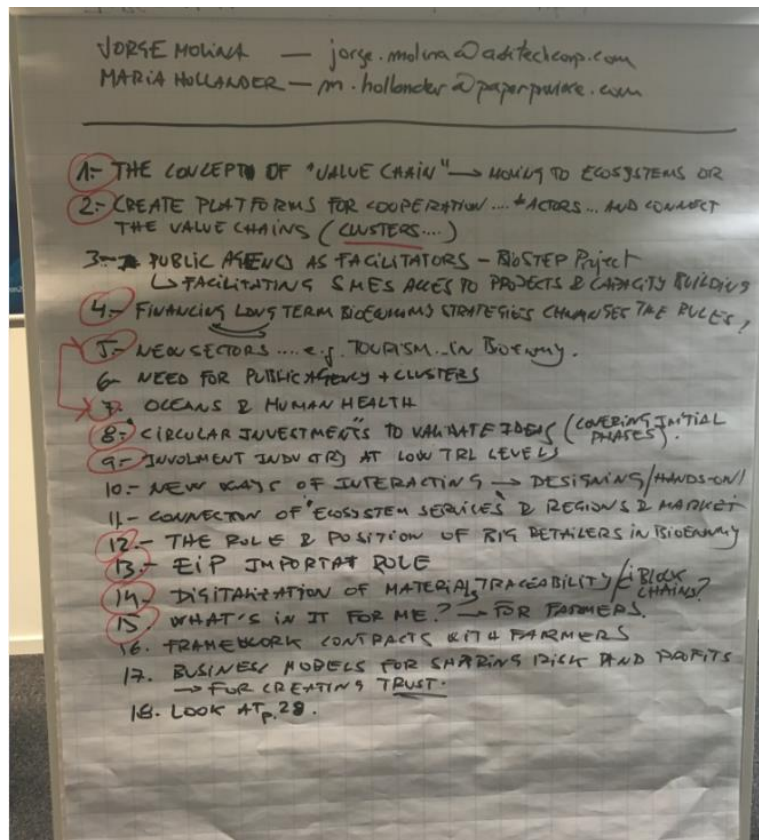 JORGE MOLINA — jorge.molina@aditechcorp.com
MARIA HOLLANDER — m.hollander@paperprovince.com
1.- THE CONCEPT OF "VALUE CHAIN" → MOVING TO ECOSYSTEMS OR
2.- CREATE PLATFORMS FOR COOPERATION .... ≠ ACTORS ... AND CONNECT
THE VALUE CHAINS (CLUSTERS....)
3.- PUBLIC AGENCY AS FACILITATORS - BioSTEP Project
↳ FACILITATING SMES ACCES TO PROJECTS & CAPACITY BUILDING
4.- FINANCING LONG TERM BIOECONOMY STRATEGIES CHANGES THE RULES?
5.- NEW SECTORS .... e.g. TOURISM .. IN Norway.
6- NEED FOR PUBLIC AGENCY + CLUSTERS
7. OCEANS & HUMAN HEALTH
8.- "CIRCULAR INVESTMENTS" TO VALIDATE IDEAS (COVERING INITIAL
PHASES).
9.- INVOLMENT INDUSTRY AT LOW TRL LEVELS
10.- NEW WAYS OF INTERACTING → DESIGNING/HANDS-ON/
11.- CONNECTION OF "ECOSYSTEM SERVICES" & REGIONS & MARKET
12.- THE ROLE & POSITION OF BIG RETAILERS IN BIOECONOMY
13.- EIP IMPORTAT ROLE
14.- DIGITALIZATION OF MATERIALS TRACEABILITY/¿BLOCK
CHAINS?
15. WHAT'S IN IT FOR ME? → FOR FARMERS.
16. FRAMEWORK CONTRACTS WITH FARMERS
17. BUSINESS MODELS FOR SHARING RISK AND PROFITS
→ FOR CREATING TRUST.
18. LOOK AT p.28.